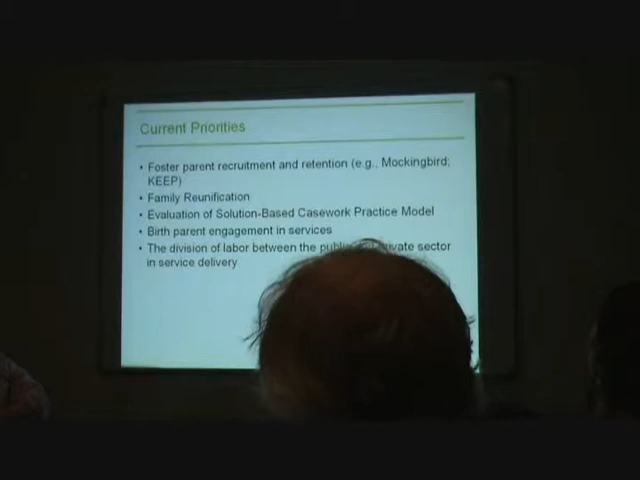 Current Priorities
• Foster parent recruitment and retention (e.g., Mockingbird;
KEEP)
• Family Reunification
• Evaluation of Solution-Based Casework Practice Model
• Birth parent engagement in services
• The division of labor between the sector
in service delivery